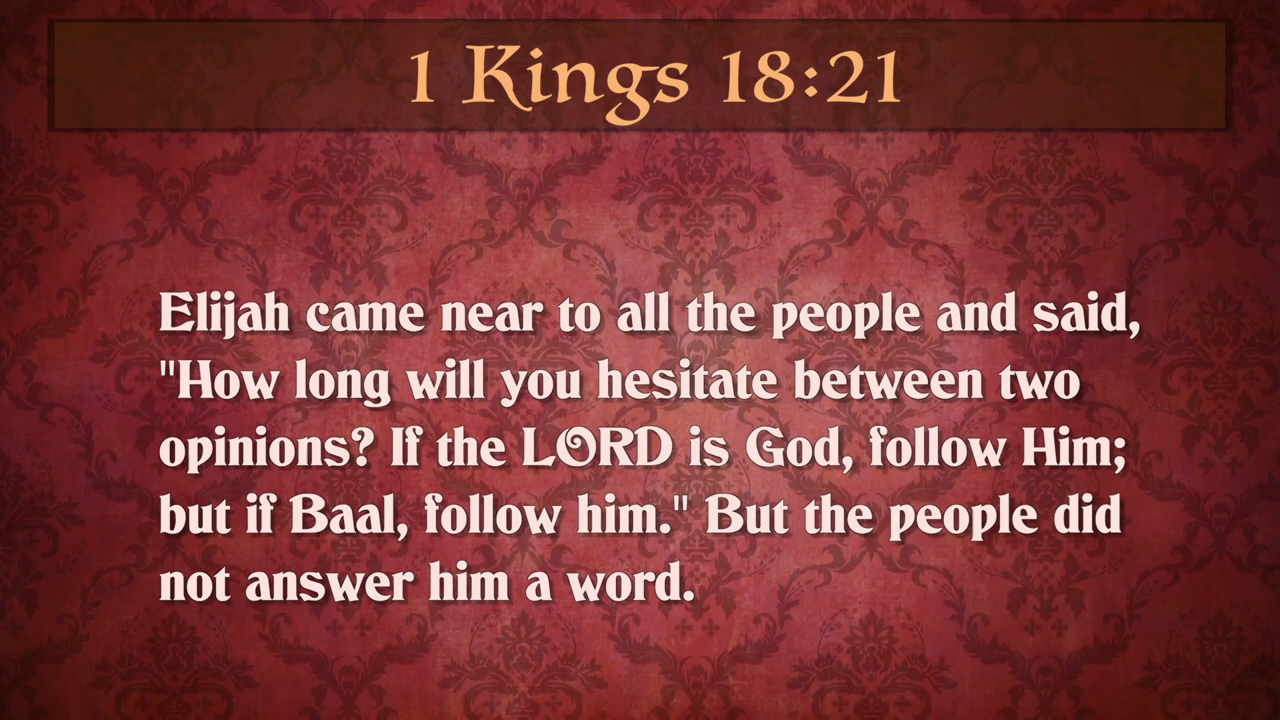 1 Kings 18:21
Elijah came near to all the people and said,
"How long will you hesitate between two
opinions? If the LORD is God, follow Him;
but if Baal, follow him." But the people did
not answer him a word.